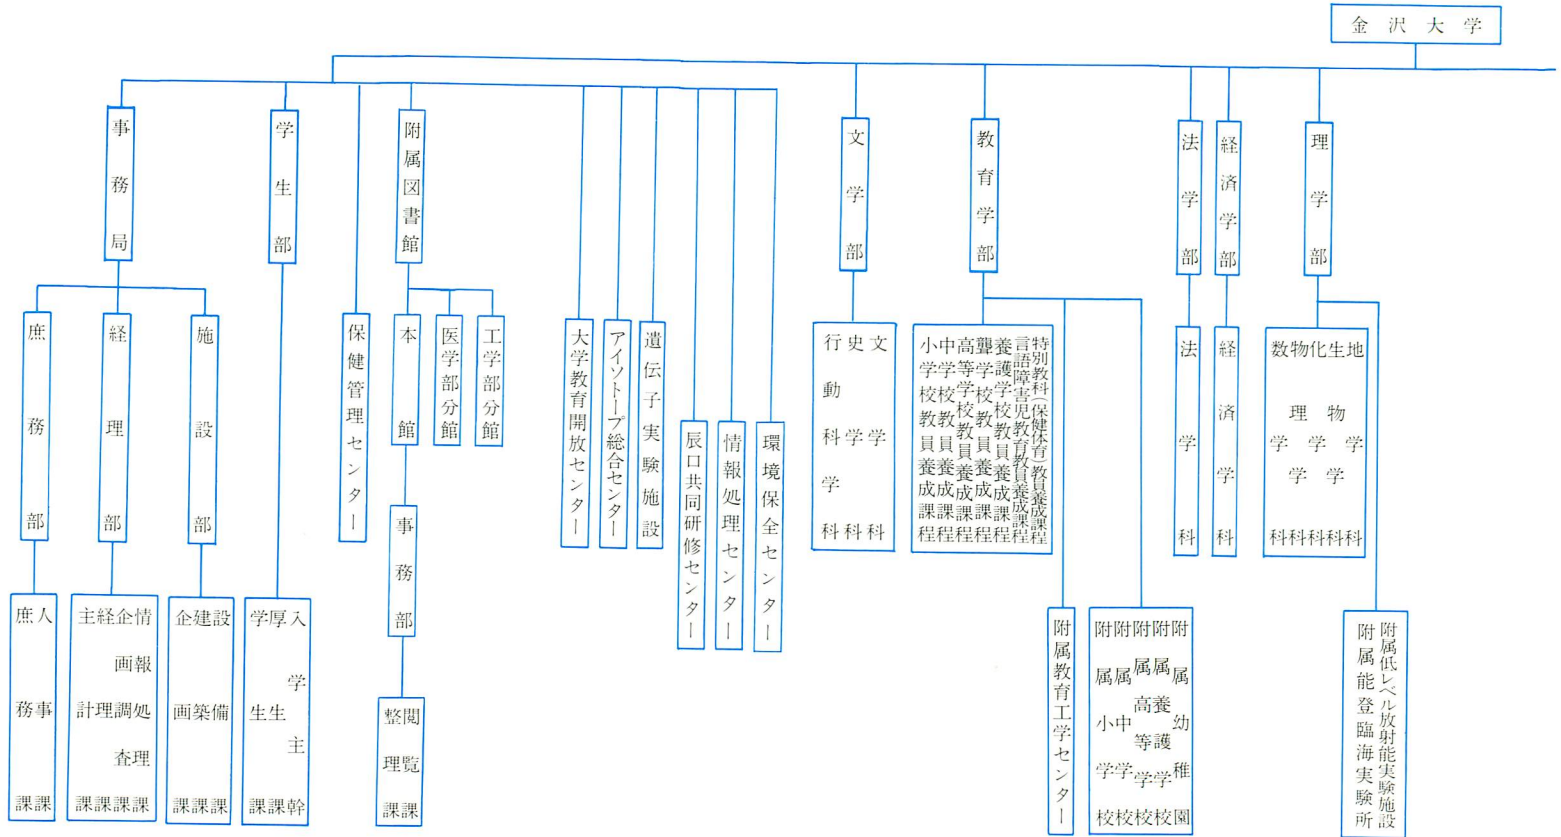 金沢大学
事務局
学生部
附属図書館
文学部
教育学部
法学部
経済学部
理学部
庶務部
経理部
施設部
保健管理センター
本館
医学部分館
工学部分館
大学教育開放センター
アイソトープ総合センター
遺伝子実験施設
辰口共同研修センター
情報処理センター
環境保全センター
行動科学科
史学科
文学科
小学校教員養成課程
中学校教員養成課程
高等学校教員養成課程
聾学校教員養成課程
養護学校教員養成課程
言語障害児教育教員養成課程
特別教科(保健体育)教員養成課程
法学科
経済学科
数学科
物理学科
化学科
生物学科
地学科
事務部
庶務課
人事課
主計課
経理課
企画調査課
情報処理課
企画課
建築課
設備課
学生課
厚生課
入学主幹
整理課
閲覧課
附属教育工学センター
附属小学校
附属中学校
附属高等学校
附属養護学校
附属幼稚園
附属能登臨海実験所
附属低レベル放射能実験施設